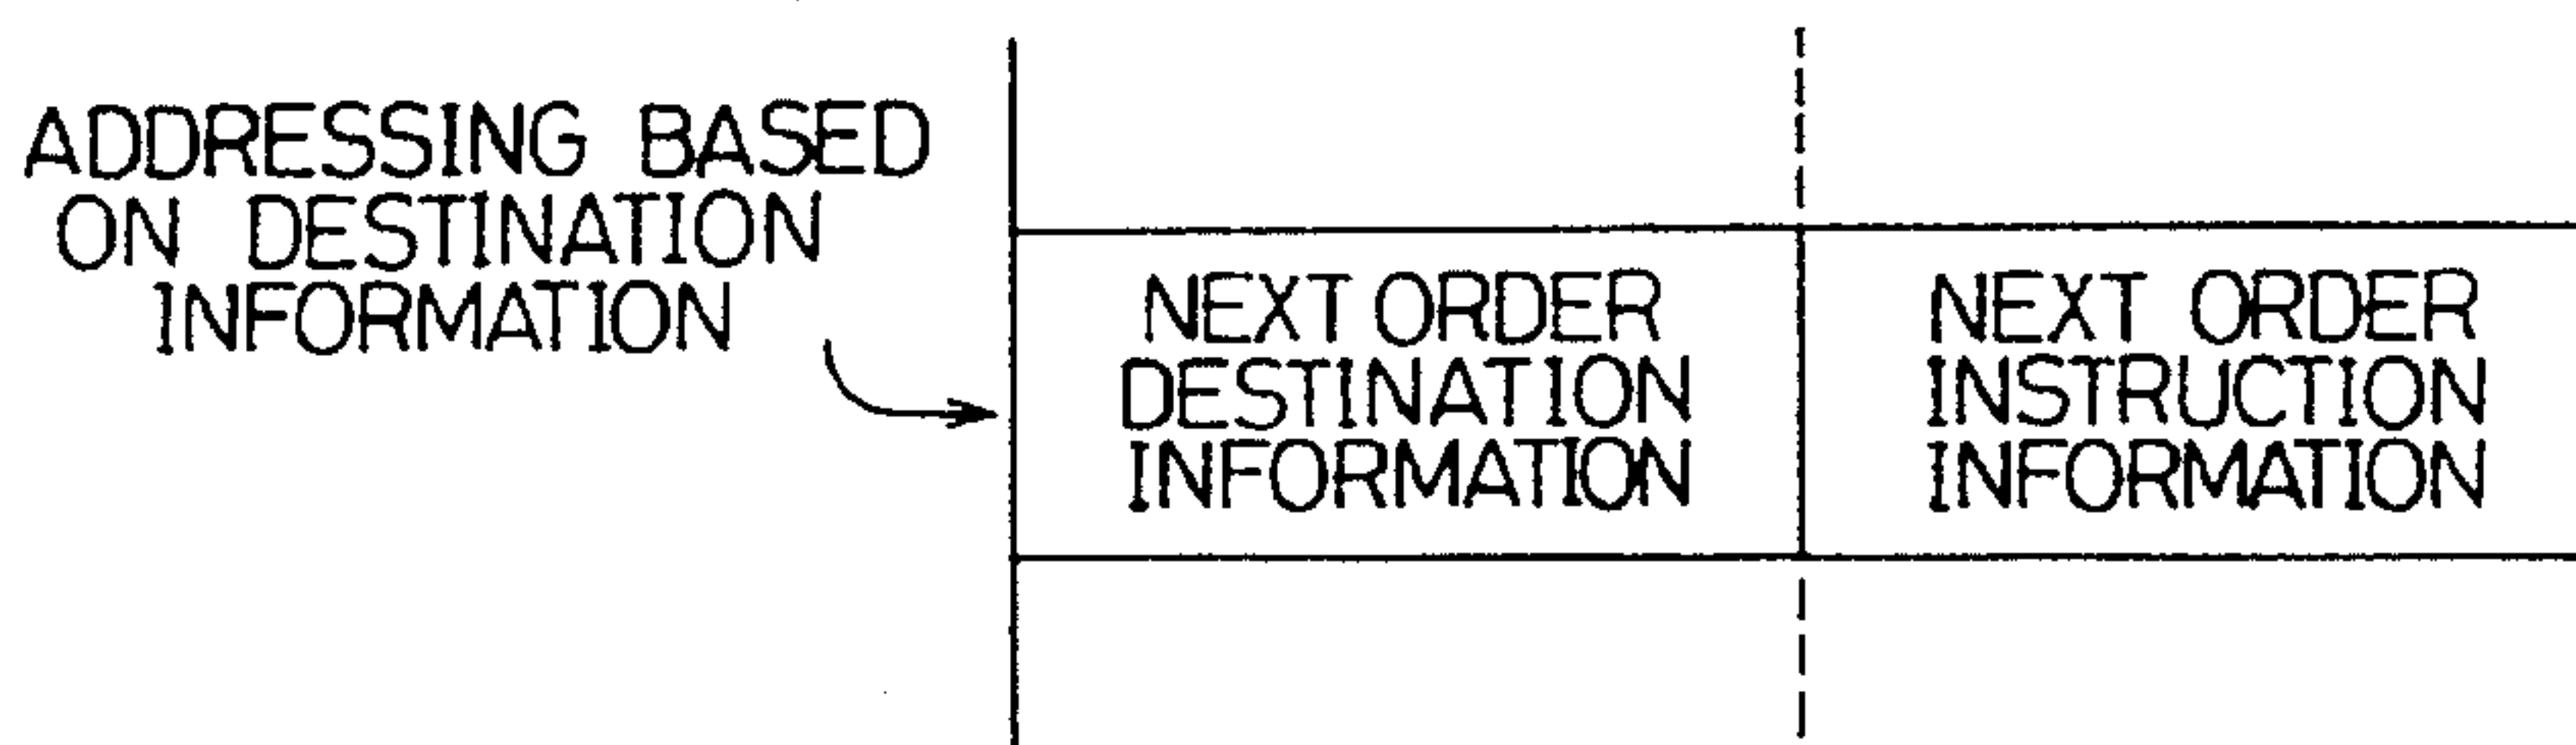 ADDRESSING BASED
ON DESTINATION
INFORMATION
NEXT ORDER
DESTINATION
INFORMATION
NEXT ORDER
INSTRUCTION
INFORMATION